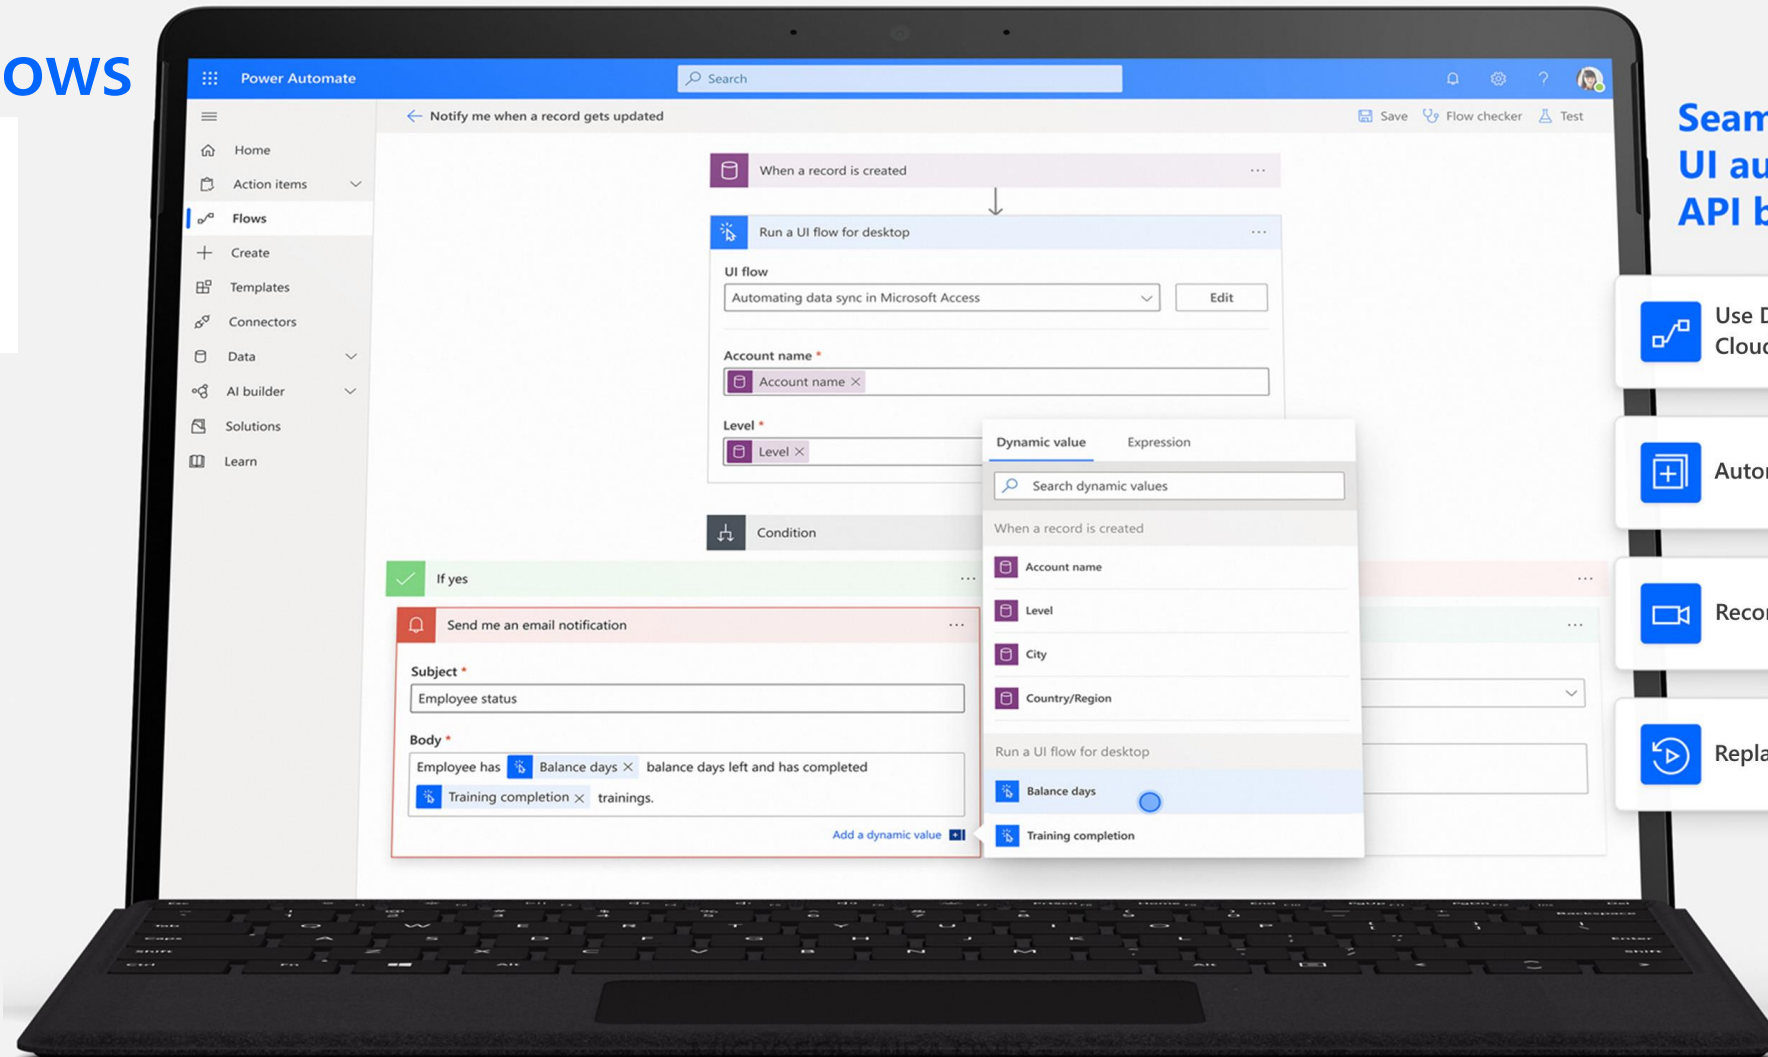 OWS
Power Automate
Search
?
Notify me when a record gets updated
Save
Flow checker
Test
Home
Action items
Flows
Create
Templates
Connectors
Data
AI builder
Solutions
Learn
When a record is created
Run a UI flow for desktop
UI flow
Automating data sync in Microsoft Access
Edit
Account name *
Account name
Level *
Level
Condition
If yes
Send me an email notification
Subject *
Employee status
Body *
Employee has Balance days balance days left and has completed
Training completion trainings.
Add a dynamic value
Dynamic value
Expression
Search dynamic values
When a record is created
Account name
Level
City
Country/Region
Run a UI flow for desktop
Balance days
Training completion
Seam
UI au
API b
Use D
Cloud
Autor
Recor
Repla